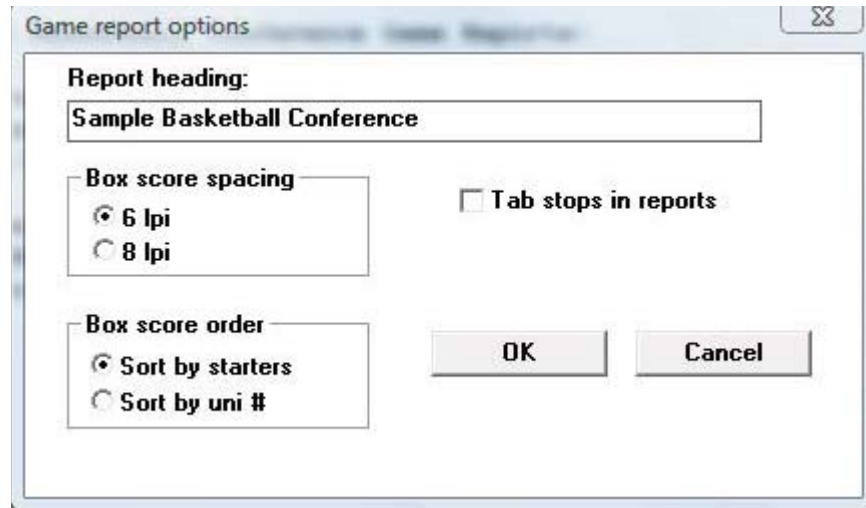 Game report options
Report heading:
Sample Basketball Conference
Box score spacing
6 lpi
8 lpi
Tab stops in reports
Box score order
Sort by starters
Sort by uni #
OK
Cancel